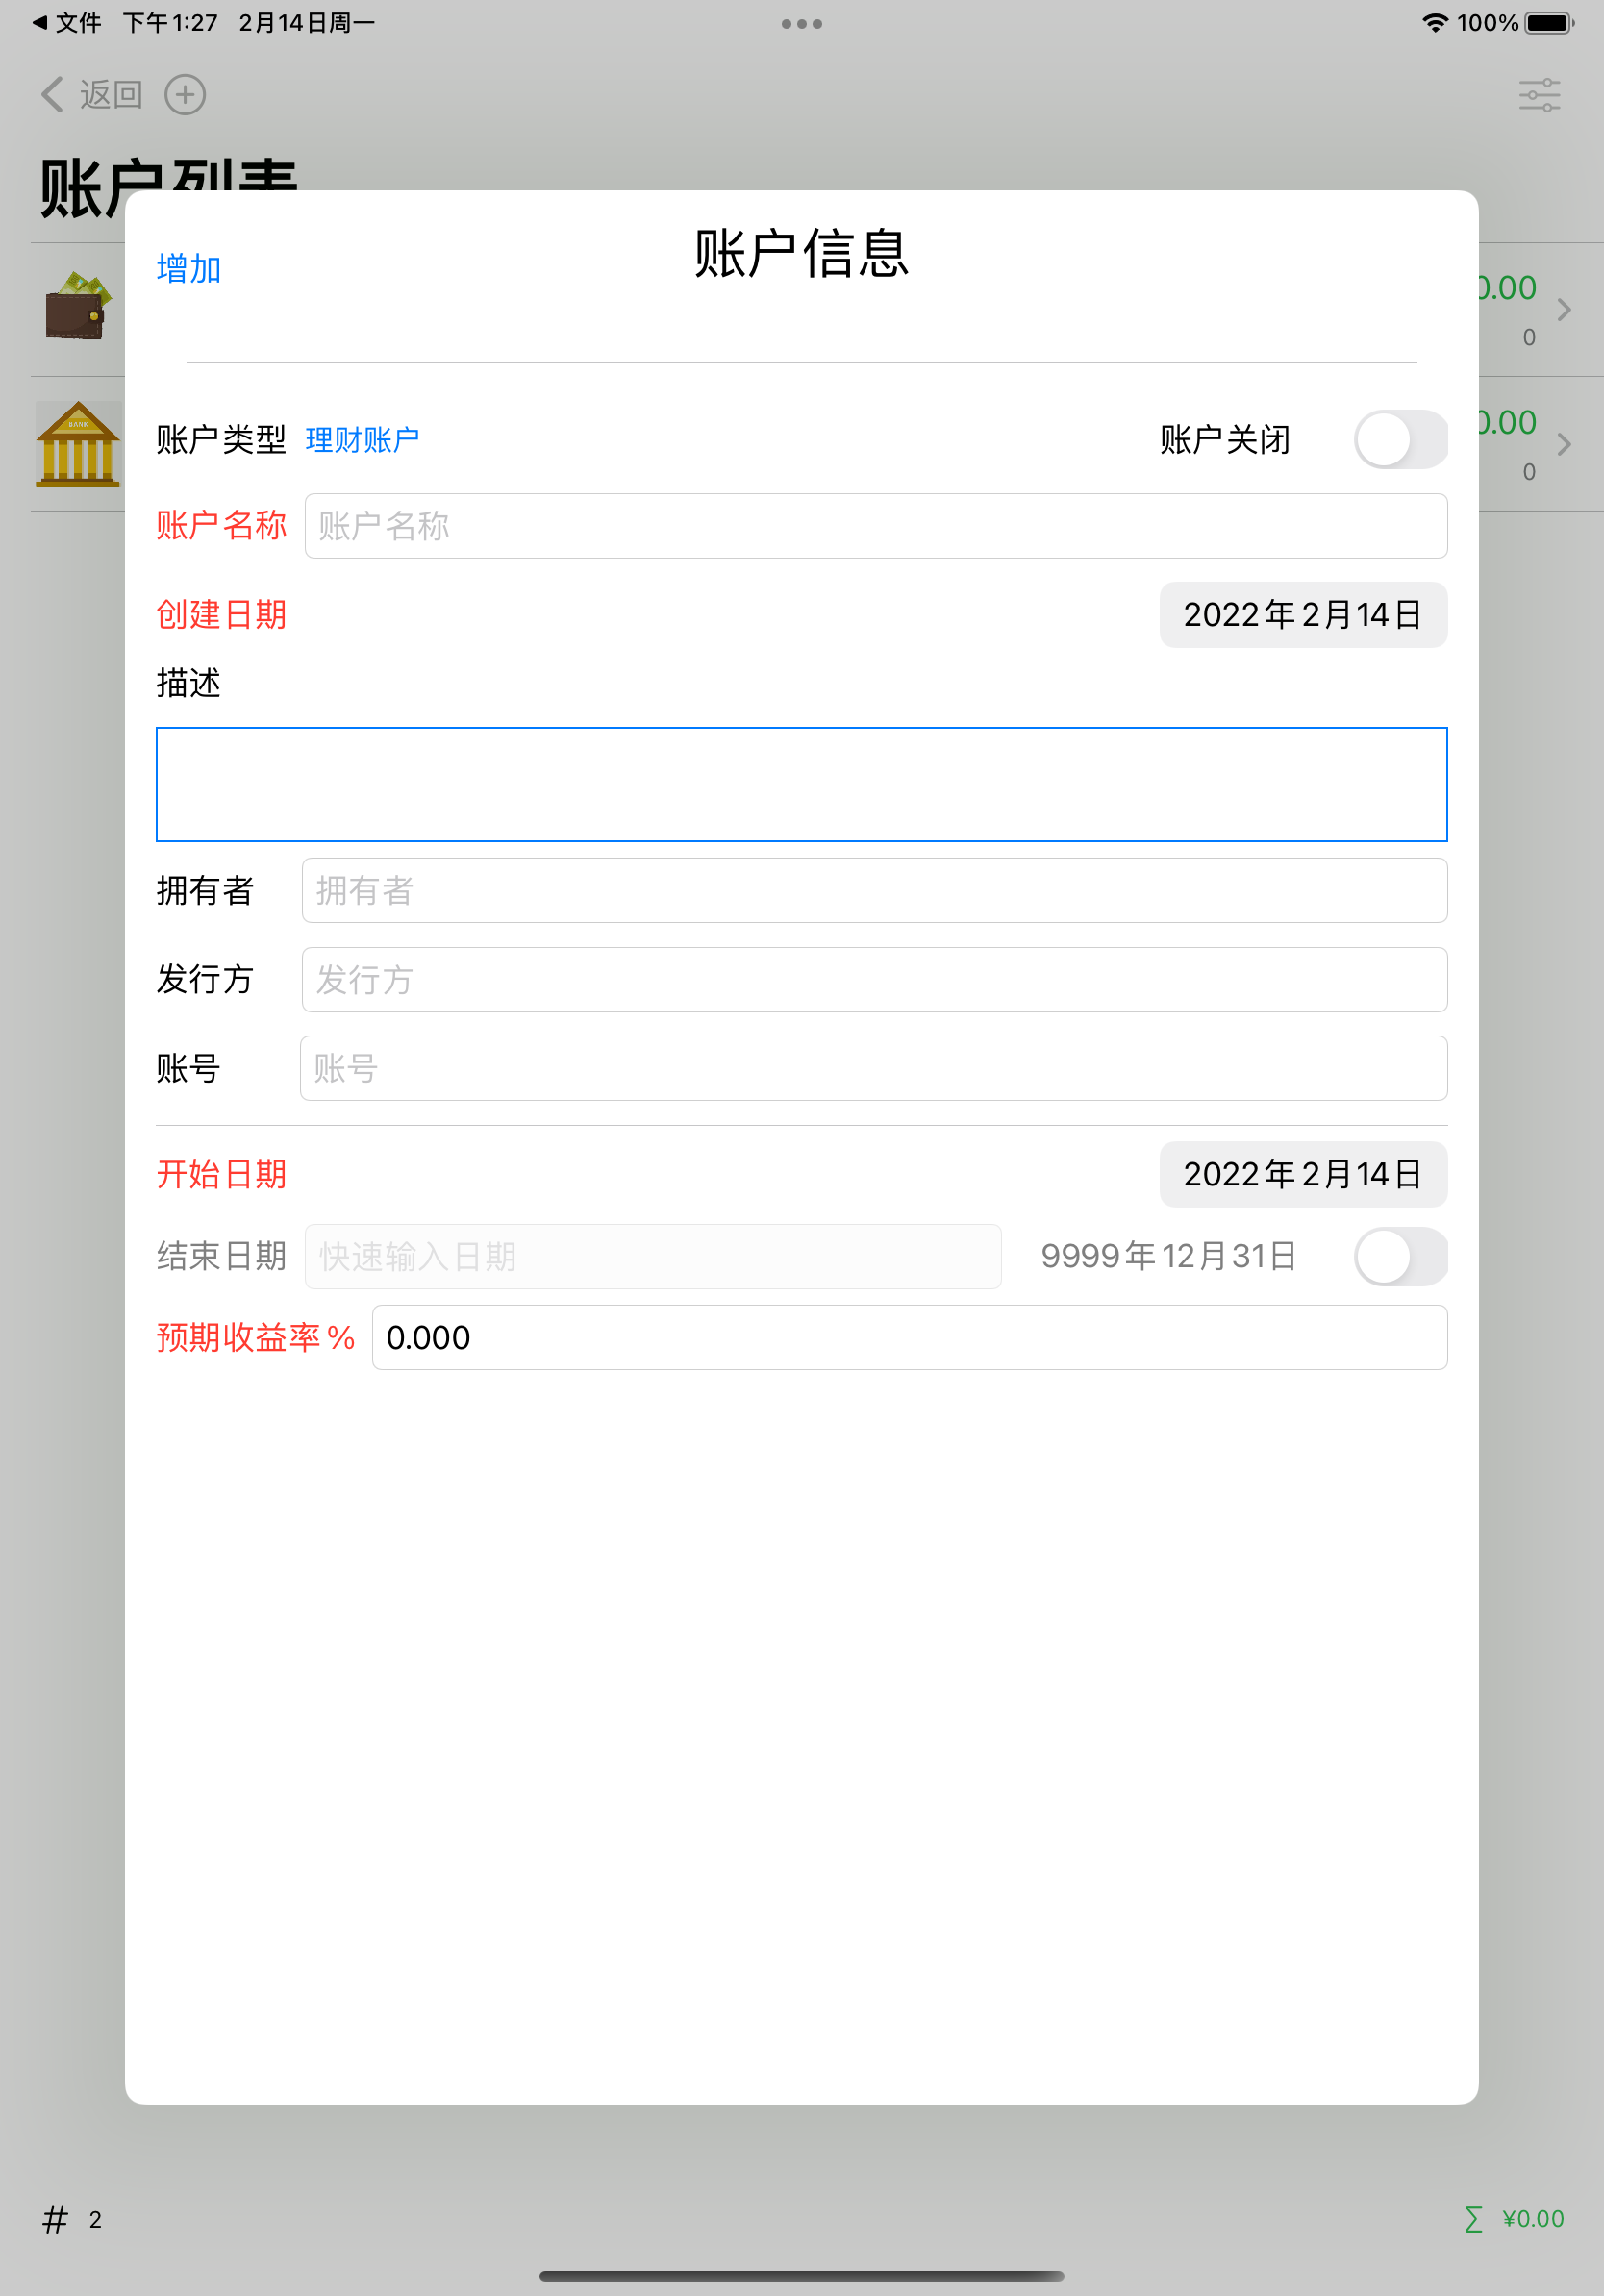 文件 下午1:27 2月14日周一 100%
返回
账户列表
增加
账户信息
0.00
0
账户类型 理财账户 账户关闭
BANK
0.00
0
账户名称 账户名称
创建日期 2022年2月14日
描述
拥有者 拥有者
发行方 发行方
账号 账号
开始日期 2022年2月14日
结束日期 快速输入日期 9999年12月31日
预期收益率% 0.000
# 2 ∑ ¥0.00